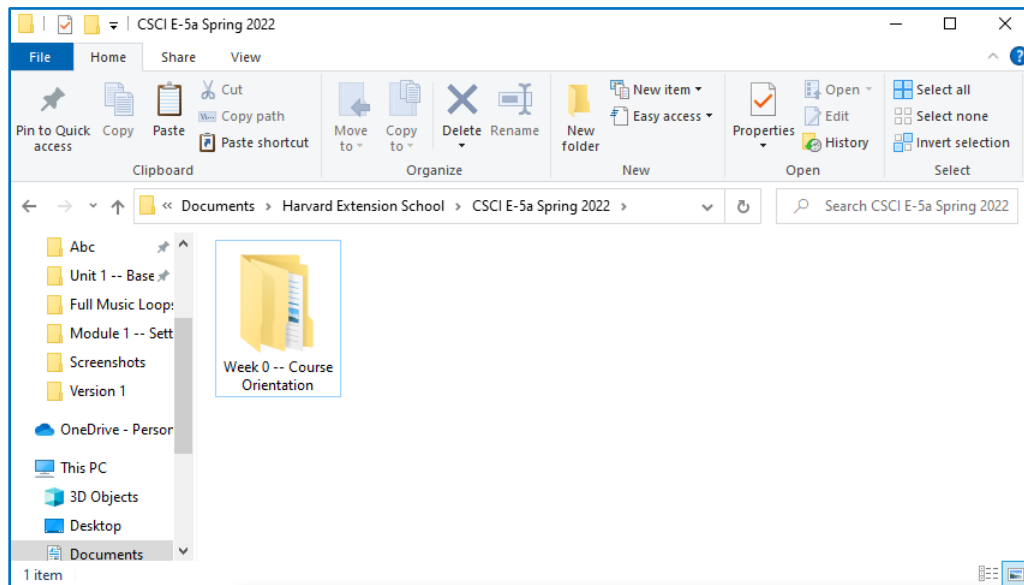 CSCI E-5a Spring 2022
File Home Share View
?
Pin to Quick access
Copy
Paste
Cut
Copy path
Paste shortcut
Clipboard
Move to
Copy to
Delete
Rename
Organize
New folder
New item
Easy access
New
Properties
Open
Edit
History
Open
Select all
Select none
Invert selection
Select
« Documents > Harvard Extension School > CSCI E-5a Spring 2022 >
Search CSCI E-5a Spring 2022
Abc
Unit 1 -- Base
Full Music Loops
Module 1 -- Sett
Screenshots
Version 1
OneDrive - Person
This PC
3D Objects
Desktop
Documents
Week 0 -- Course
Orientation
1 item